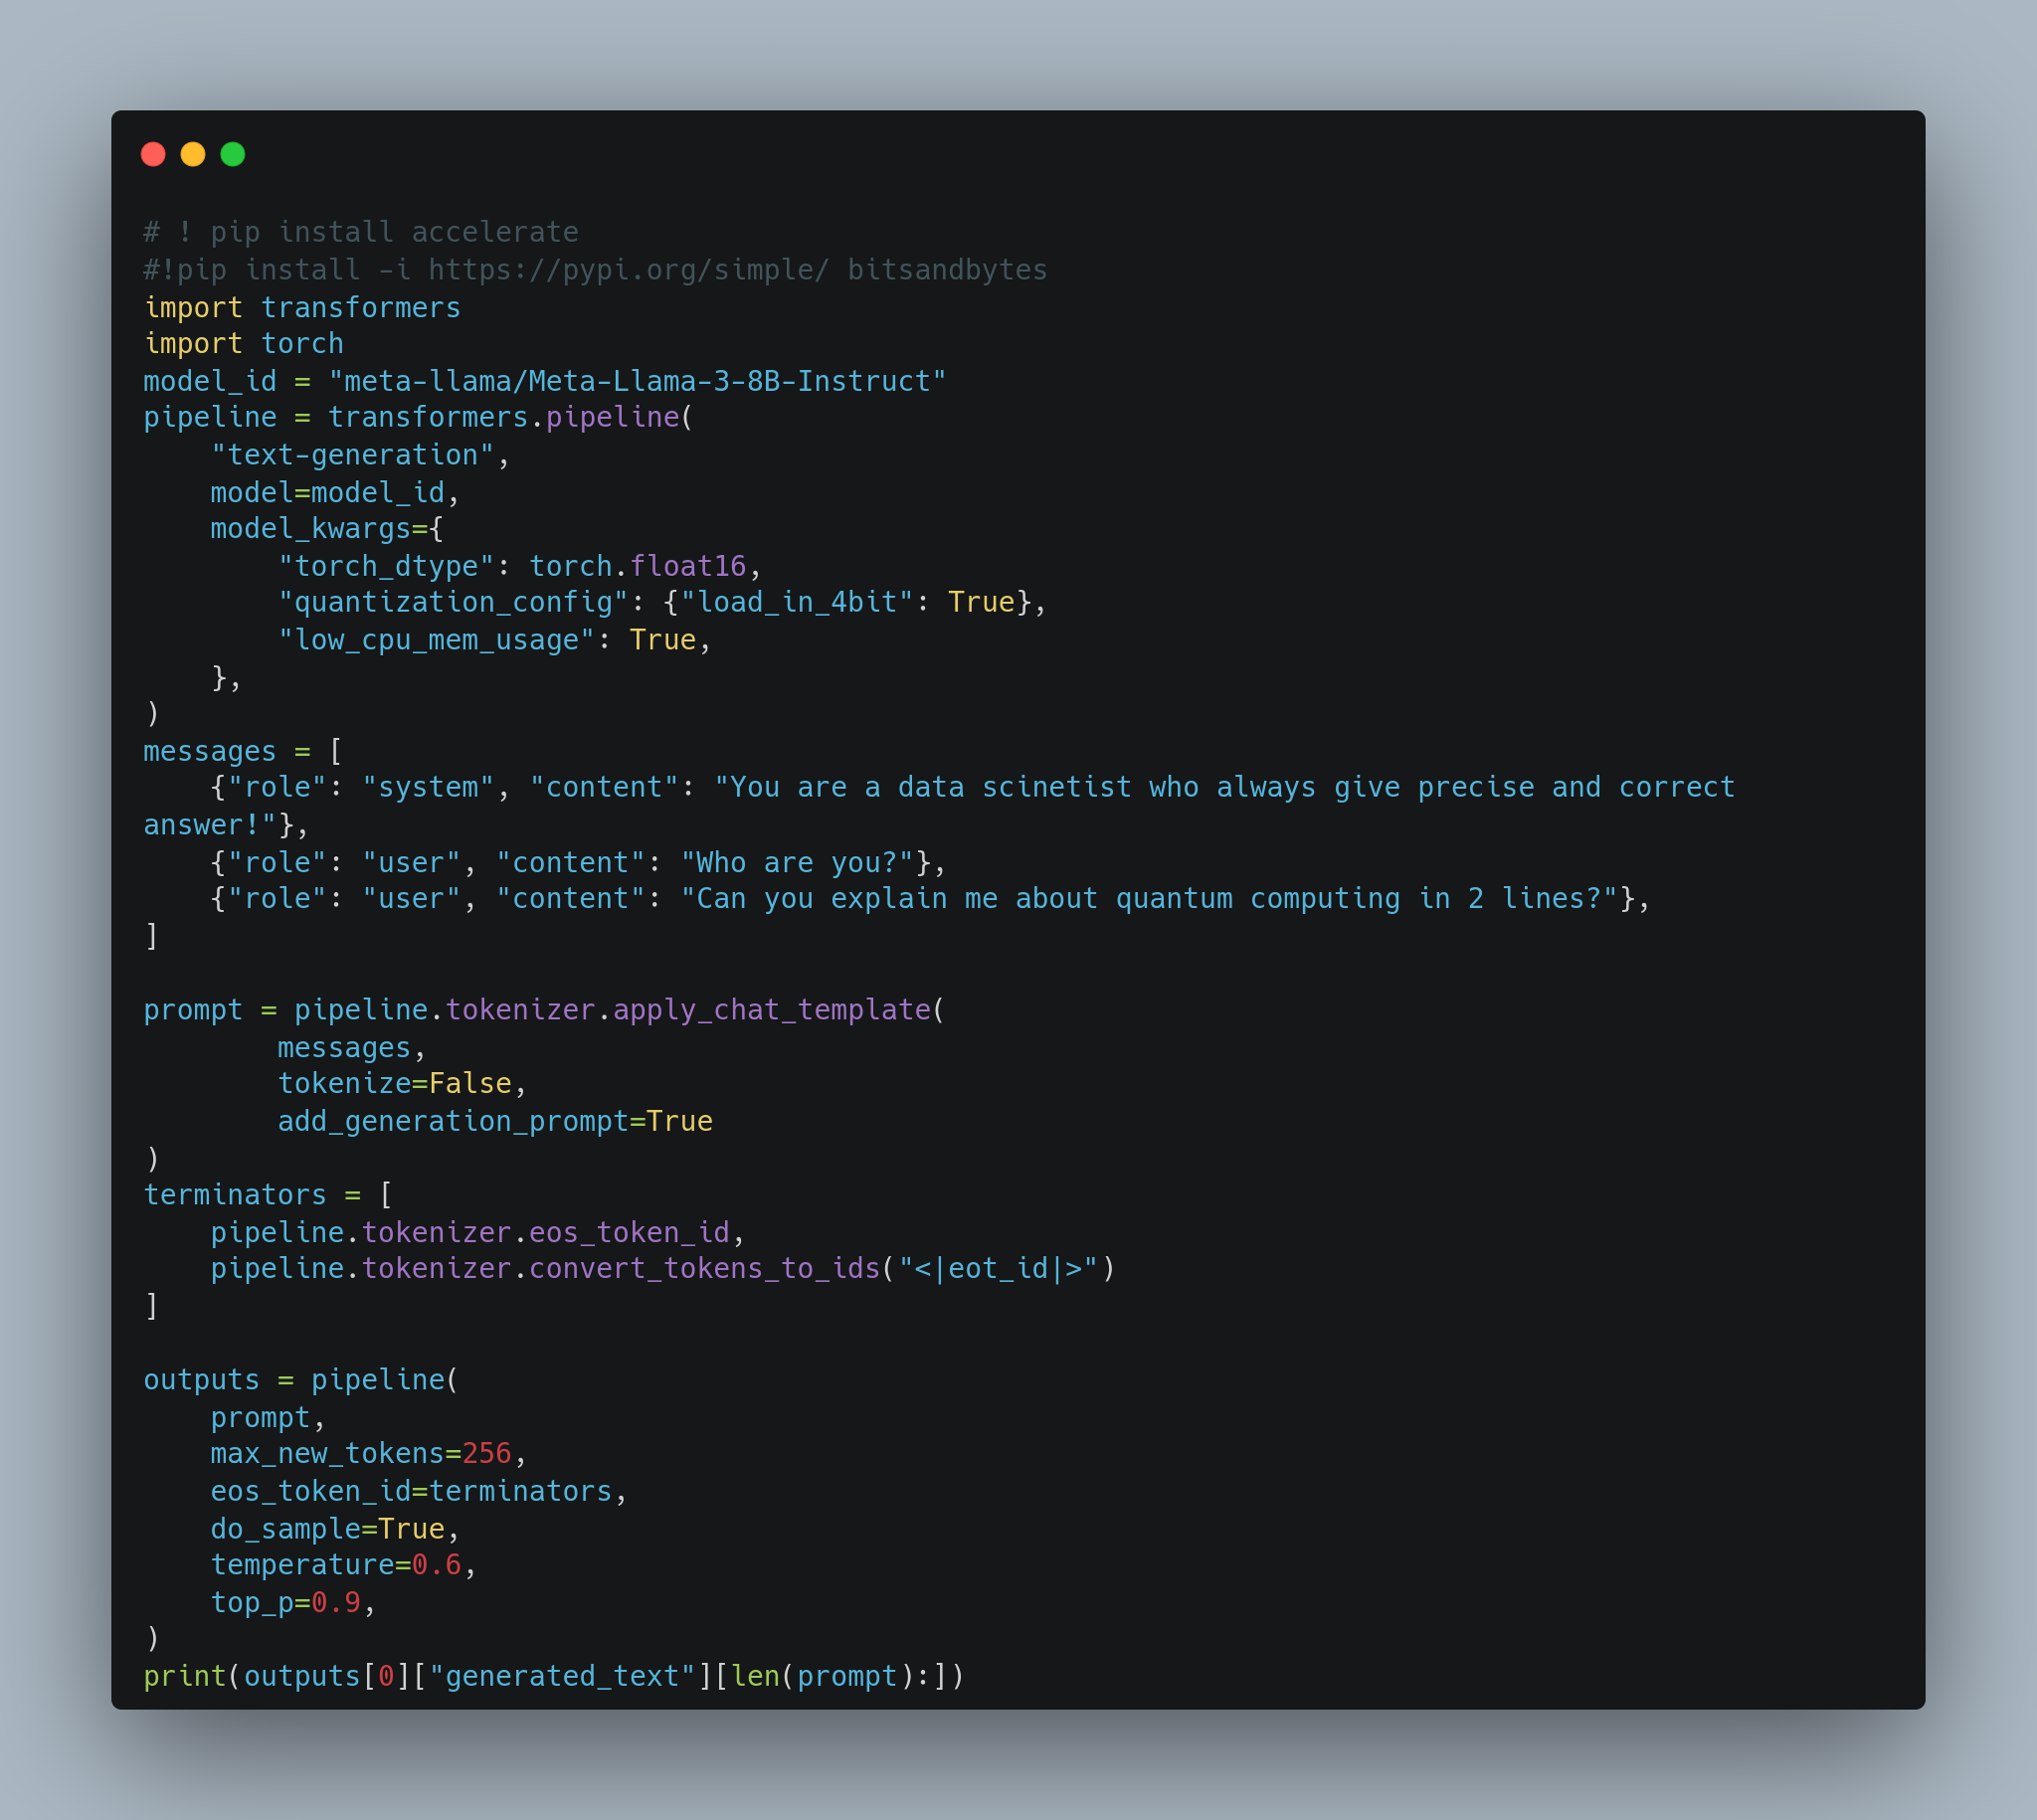 # ! pip install accelerate
#!pip install -i https://pypi.org/simple/ bitsandbytes
import transformers
import torch
model_id = "meta-llama/Meta-Llama-3-8B-Instruct"
pipeline = transformers.pipeline(
    "text-generation",
    model=model_id,
    model_kwargs={
        "torch_dtype": torch.float16,
        "quantization_config": {"load_in_4bit": True},
        "low_cpu_mem_usage": True,
    },
)
messages = [
    {"role": "system", "content": "You are a data scinetist who always give precise and correct
answer!"},
    {"role": "user", "content": "Who are you?"},
    {"role": "user", "content": "Can you explain me about quantum computing in 2 lines?"},
]

prompt = pipeline.tokenizer.apply_chat_template(
        messages,
        tokenize=False,
        add_generation_prompt=True
)
terminators = [
    pipeline.tokenizer.eos_token_id,
    pipeline.tokenizer.convert_tokens_to_ids("<|eot_id|>")
]

outputs = pipeline(
    prompt,
    max_new_tokens=256,
    eos_token_id=terminators,
    do_sample=True,
    temperature=0.6,
    top_p=0.9,
)
print(outputs[0]["generated_text"][len(prompt):])